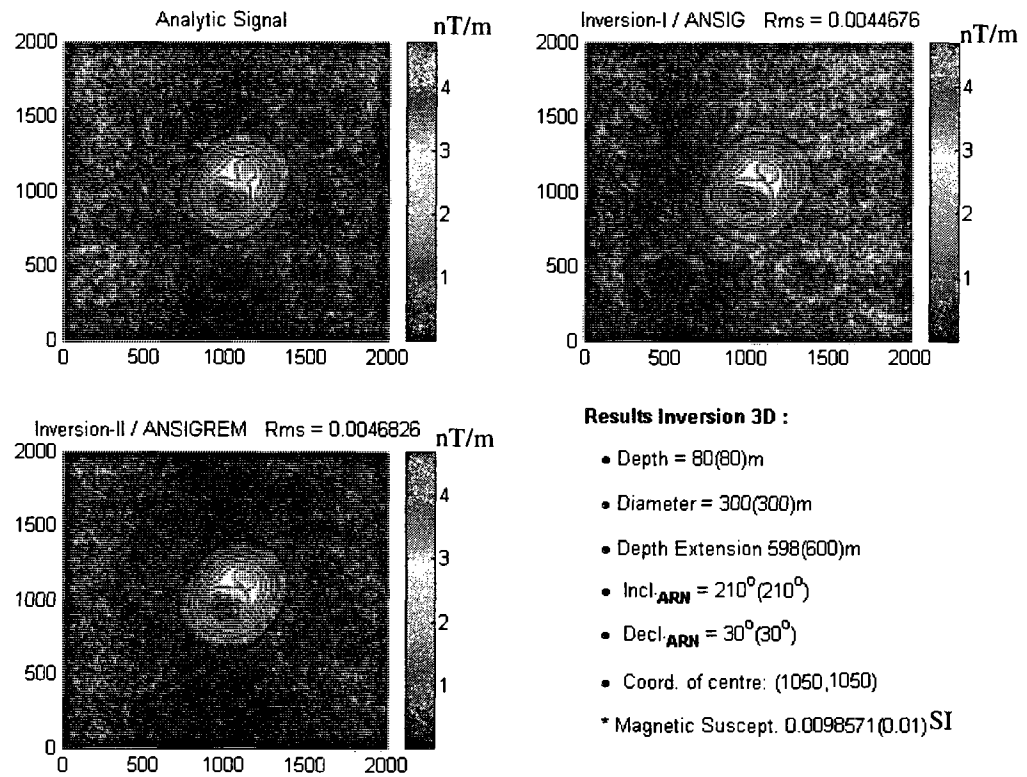 Analytic Signal
nT/m
2000
1500
1000
500
0
0 500 1000 1500 2000
4
3
2
1
Inversion-I / ANSIG Rms = 0.0044676
nT/m
2000
1500
1000
500
0
0 500 1000 1500 2000
4
3
2
1
Inversion-II / ANSIGREM Rms = 0.0046826
nT/m
2000
1500
1000
500
0
0 500 1000 1500 2000
4
3
2
1
Results Inversion 3D :
• Depth = 80(80)m
• Diameter = 300(300)m
• Depth Extension 598(600)m
• Incl.ARN = 210°(210°)
• Decl.ARN = 30°(30°)
• Coord. of centre: (1050,1050)
* Magnetic Suscept. 0.0098571(0.01) SI